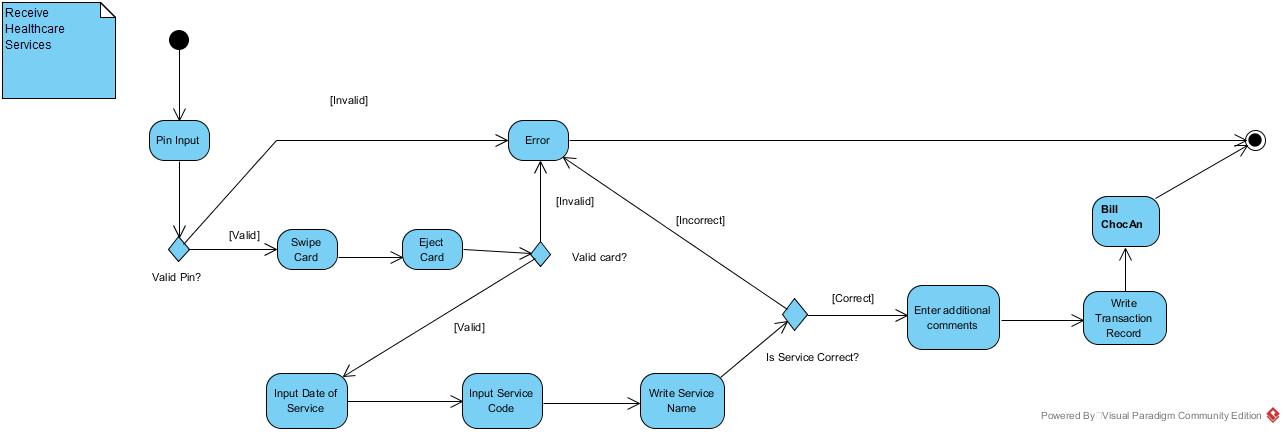 Receive
Healthcare
Services
[Invalid]
Pin Input
Error
[Valid]
Swipe
Card
Eject
Card
[Invalid]
Valid Pin?
Valid card?
[Incorrect]
Bill
ChocAn
[Valid]
[Correct]
Enter additional
comments
Write
Transaction
Record
Is Service Correct?
Input Date of
Service
Input Service
Code
Write Service
Name
Powered By Visual Paradigm Community Edition